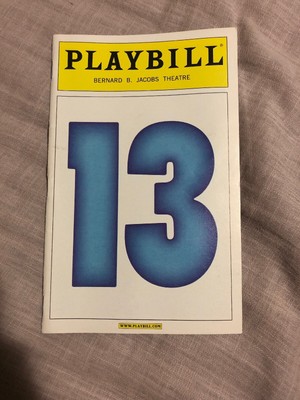 PLAYBILL
BERNARD B. JACOBS THEATRE
13
WWW.PLAYBILL.COM